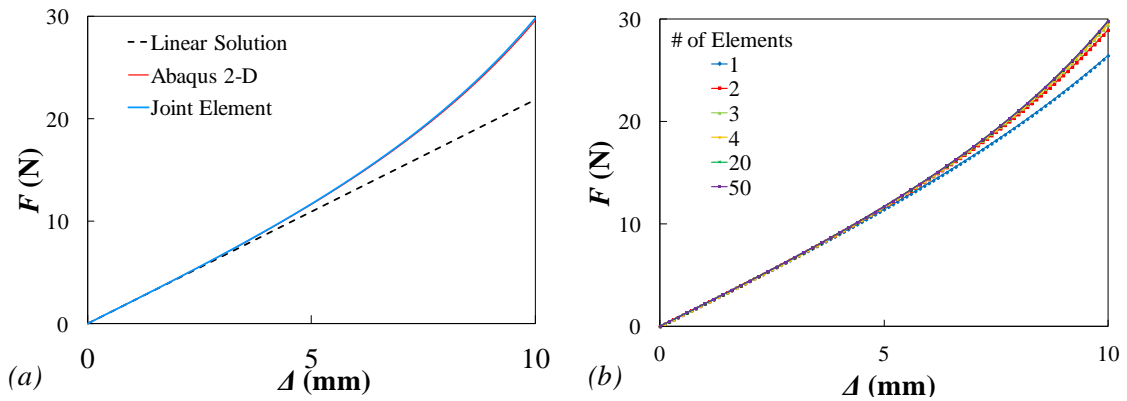 30
20
10
0
F (N)
Linear Solution
Abaqus 2-D
Joint Element
0
5
10
(a)
Δ (mm)
30
20
10
0
F (N)
# of Elements
1
2
3
4
20
50
0
5
10
(b)
Δ (mm)